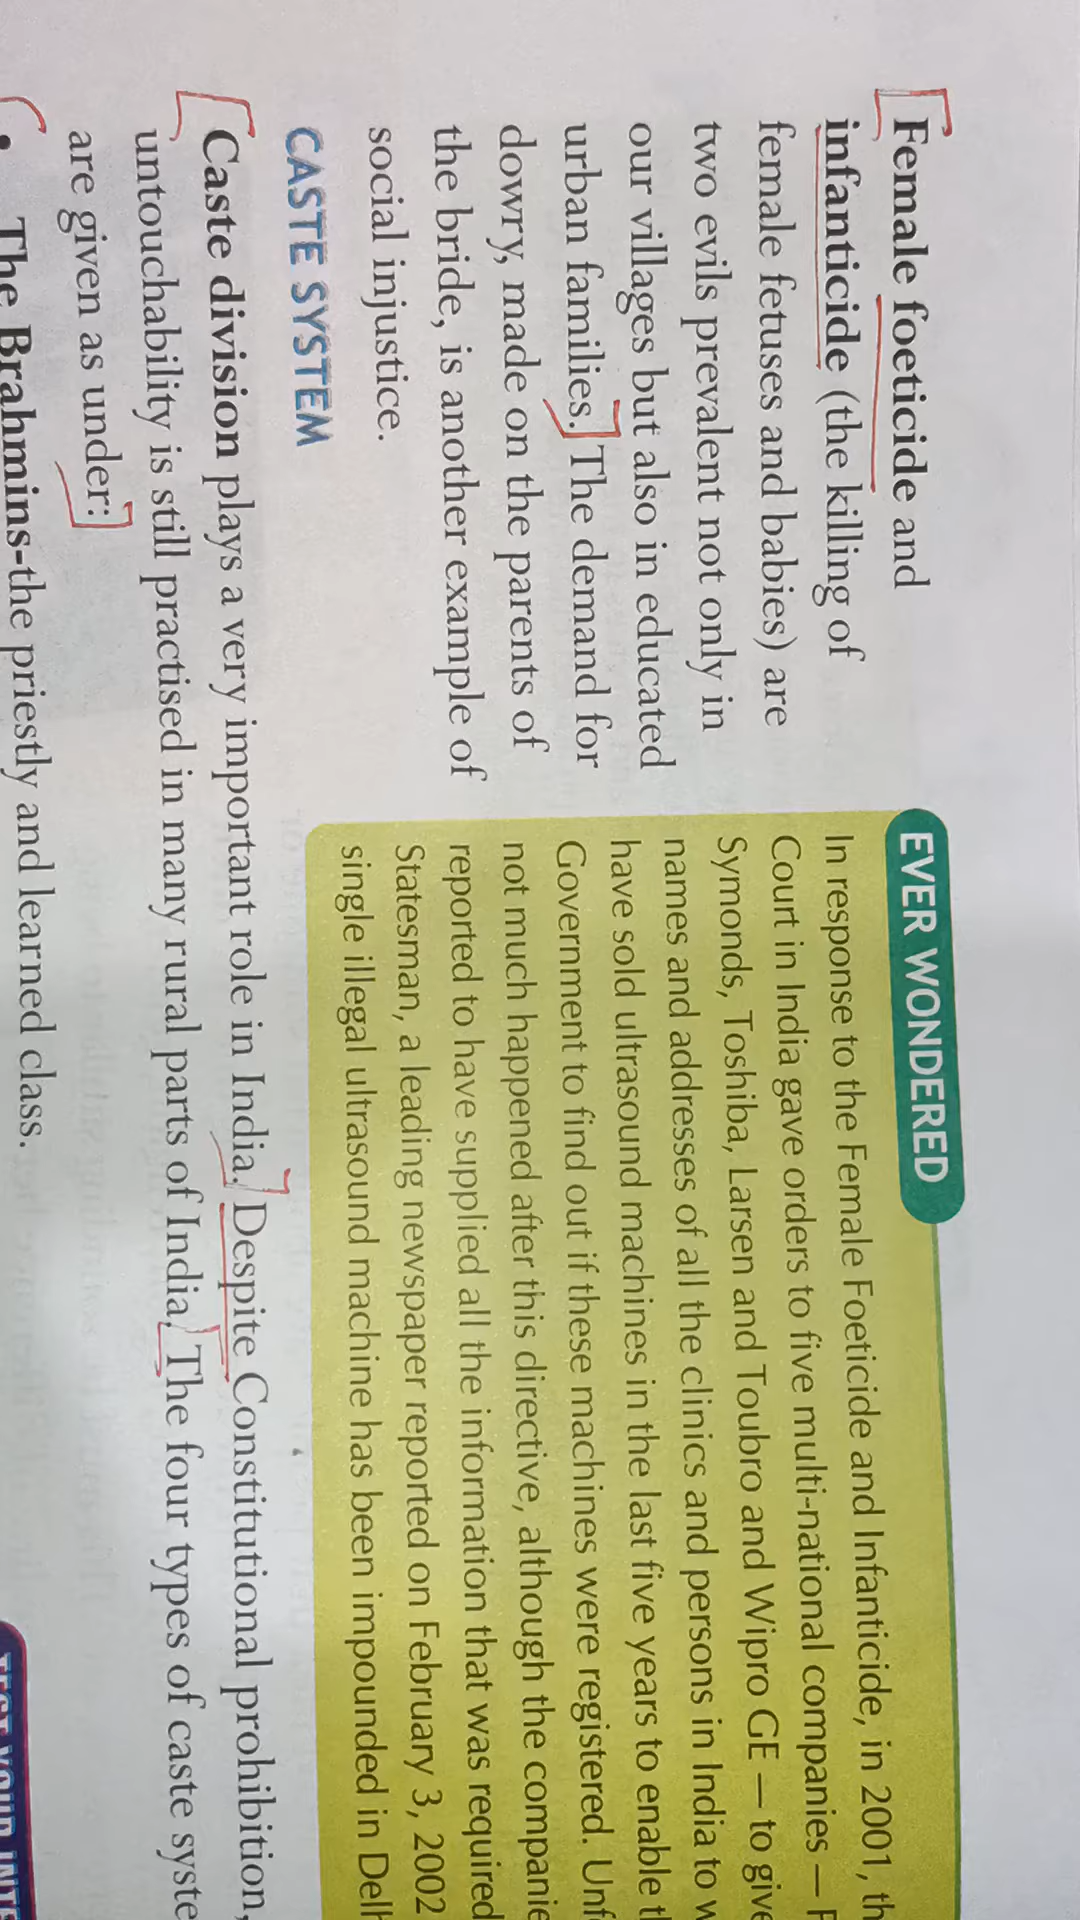 Female foeticide and
infanticide (the killing of
female fetuses and babies) are
two evils prevalent not only in
our villages but also in educated
urban families. The demand for
dowry, made on the parents of
the bride, is another example of
social injustice.
EVER WONDERED
In response to the Female Foeticide and Infanticide, in 2001, th
Court in India gave orders to five multi-national companies —
Symonds, Toshiba, Larsen and Toubro and Wipro GE — to give
names and addresses of all the clinics and persons in India to w
have sold ultrasound machines in the last five years to enable t
Government to find out if these machines were registered. Unf
not much happened after this directive, although the companie
reported to have supplied all the information that was required
Statesman, a leading newspaper reported on February 3, 2002
single illegal ultrasound machine has been impounded in Delh
CASTE SYSTEM
Caste division plays a very important role in India. Despite Constitutional prohibition,
untouchability is still practised in many rural parts of India. The four types of caste syste
are given as under:
• The Brahmins-the priestly and learned class.